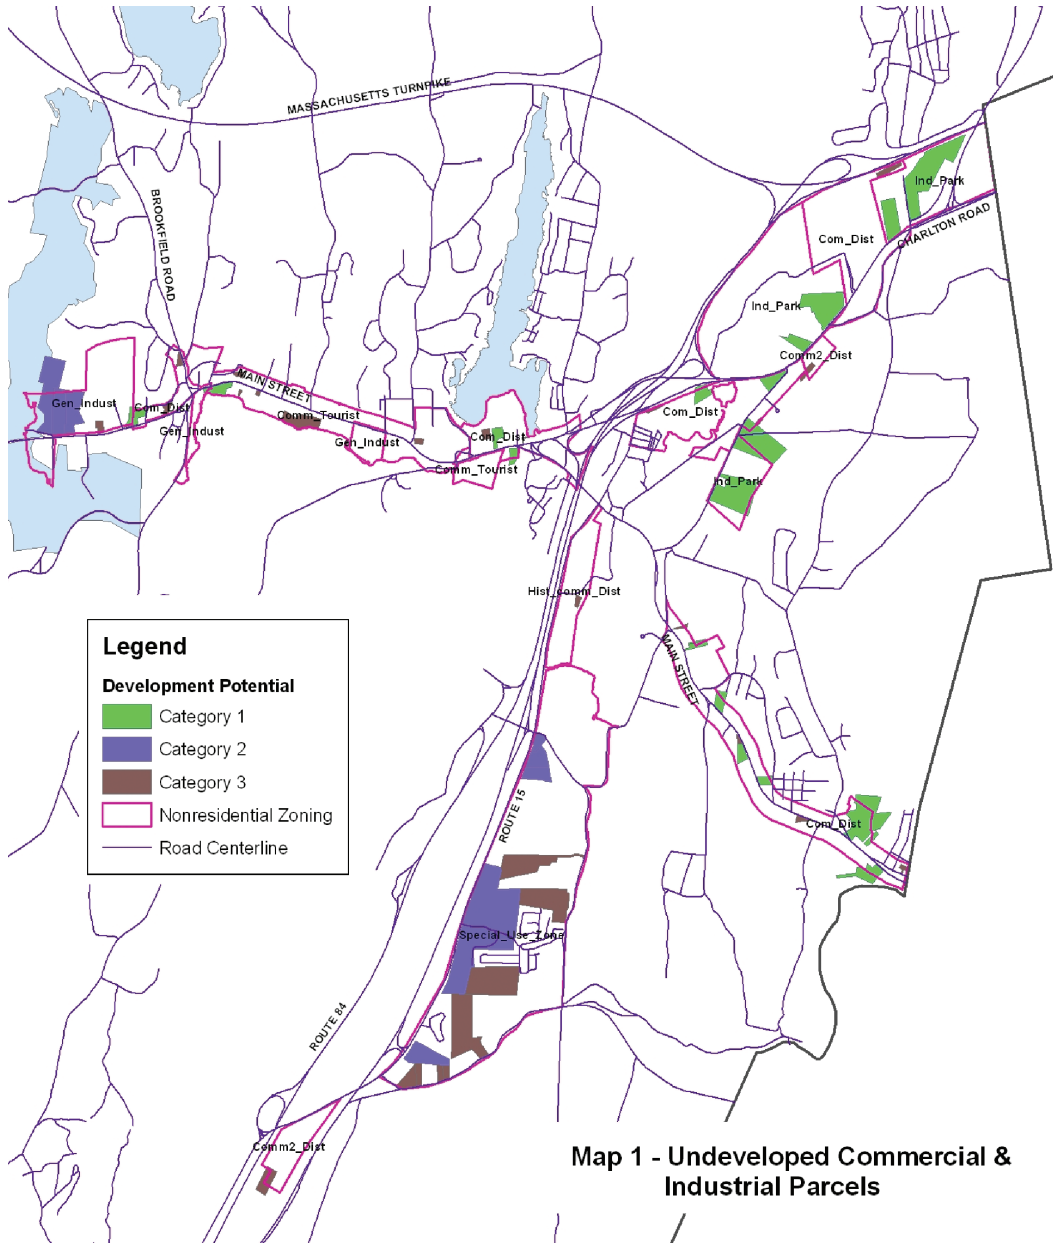 MASSACHUSETTS TURNPIKE
Ind_Park
BROOKFIELD ROAD
CHARLTON ROAD
Com_Dist
Ind_Park
Comm2_Dist
MAIN STREET
Gen_Indust
Com_Dist
Comm_Tourist
Com_Dist
Gen_Indust
Gen_Indust
Com_Dist
Comm_Tourist
Ind_Park
Hist_comm_Dist
Legend
Development Potential
Category 1
Category 2
Category 3
Nonresidential Zoning
Road Centerline
MAIN STREET
ROUTE 15
Com_Dist
Special_Use_Zone
ROUTE 84
Comm2_Dist
Map 1 - Undeveloped Commercial &
Industrial Parcels